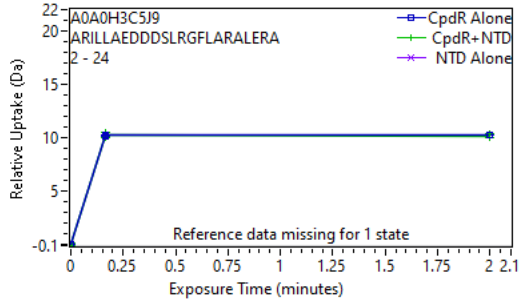 A0A0H3C5J9
ARILLAEDDDSLRGFLARALERA
2 - 24
CpdR Alone
CpdR+NTD
NTD Alone
Relative Uptake (Da)
22
20
15
10
5
-0.1
Reference data missing for 1 state
0 0.25 0.5 0.75 1 1.25 1.5 1.75 2 2.1
Exposure Time (minutes)